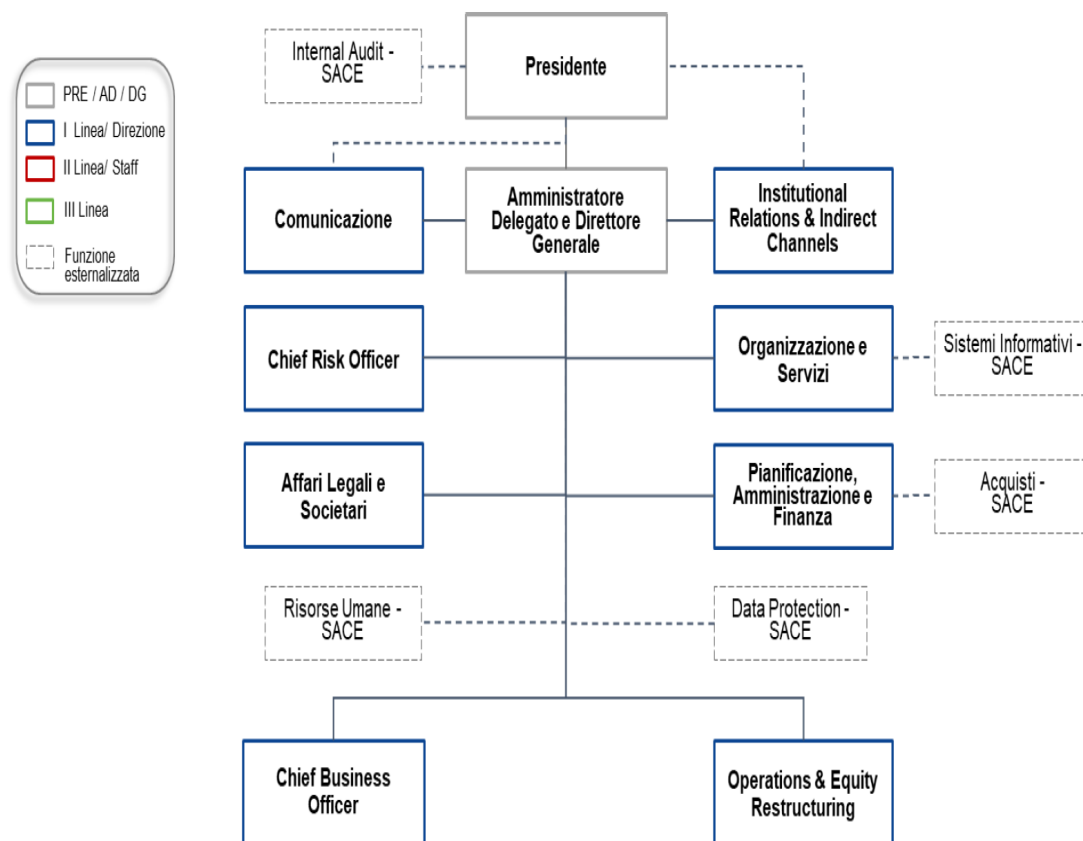 Internal Audit -
SACE
Presidente
PRE / AD / DG
I Linea/ Direzione
II Linea/ Staff
III Linea
Funzione
esternalizzata
Comunicazione
Amministratore
Delegato e Direttore
Generale
Institutional
Relations & Indirect
Channels
Chief Risk Officer
Organizzazione e
Servizi
Sistemi Informativi -
SACE
Affari Legali e
Societari
Pianificazione,
Amministrazione e
Finanza
Acquisti -
SACE
Risorse Umane -
SACE
Data Protection -
SACE
Chief Business
Officer
Operations & Equity
Restructuring